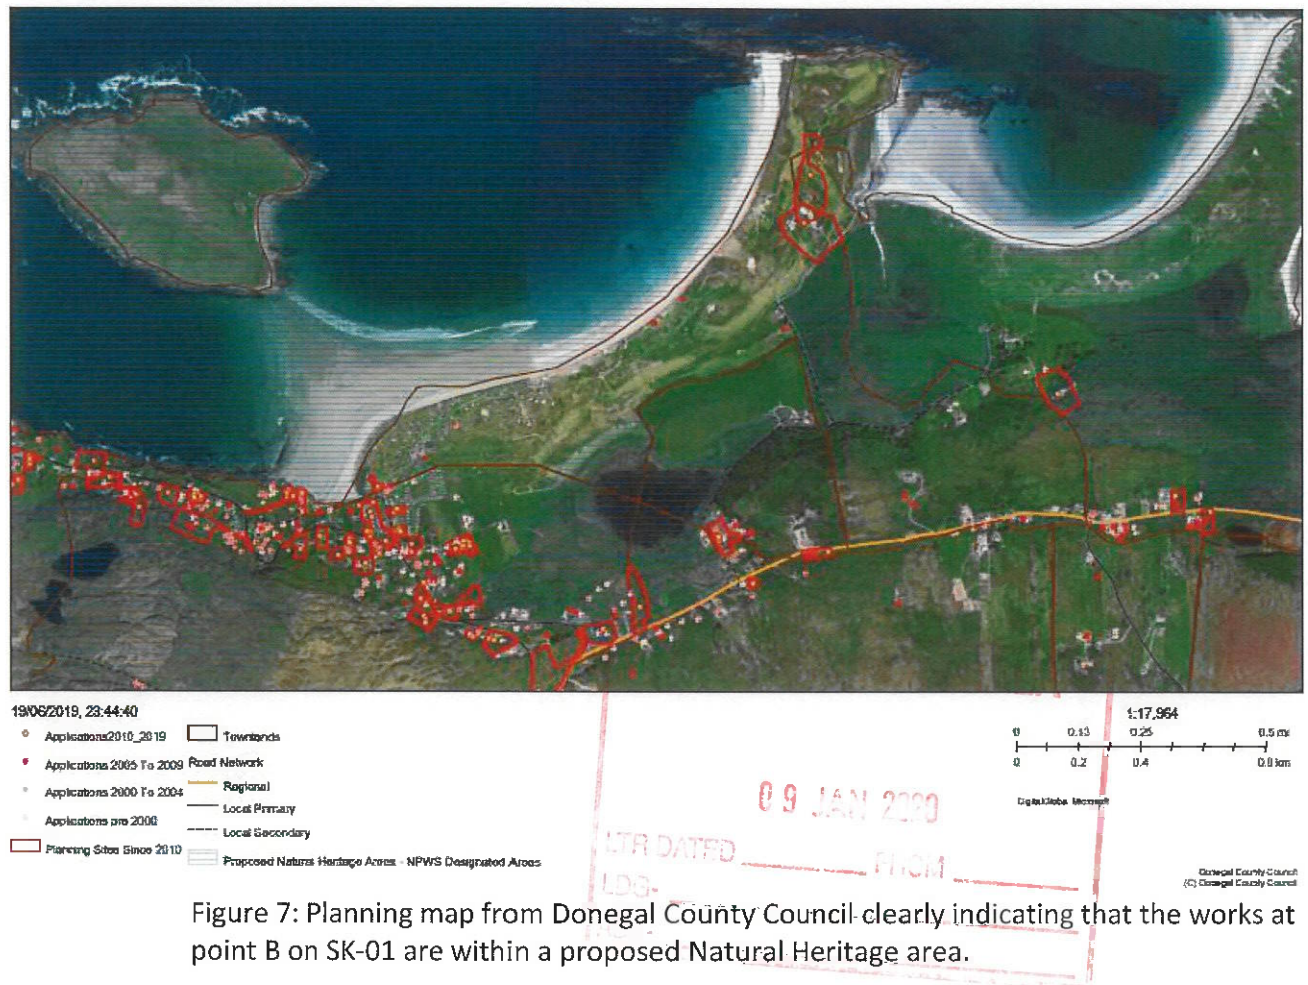 19/06/2019, 23:44:40
Applications2010_2019
Applications 2005 To 2009
Applications 2000 To 2004
Applications pre 2000
Planning Sites Since 2010
Townlands
Road Network
Regional
Local Primary
Local Secondary
Proposed Natural Heritage Areas - NPWS Designated Areas
1:17,964
0 0.13 0.25 0.5 mi
0 0.2 0.4 0.8 km
DigitalGlobe, Microsoft
Donegal County Council
(C) Donegal County Council
09 JAN 2020
LTR DATED FROM
LDG-
Figure 7: Planning map from Donegal County Council clearly indicating that the works at
point B on SK-01 are within a proposed Natural Heritage area.